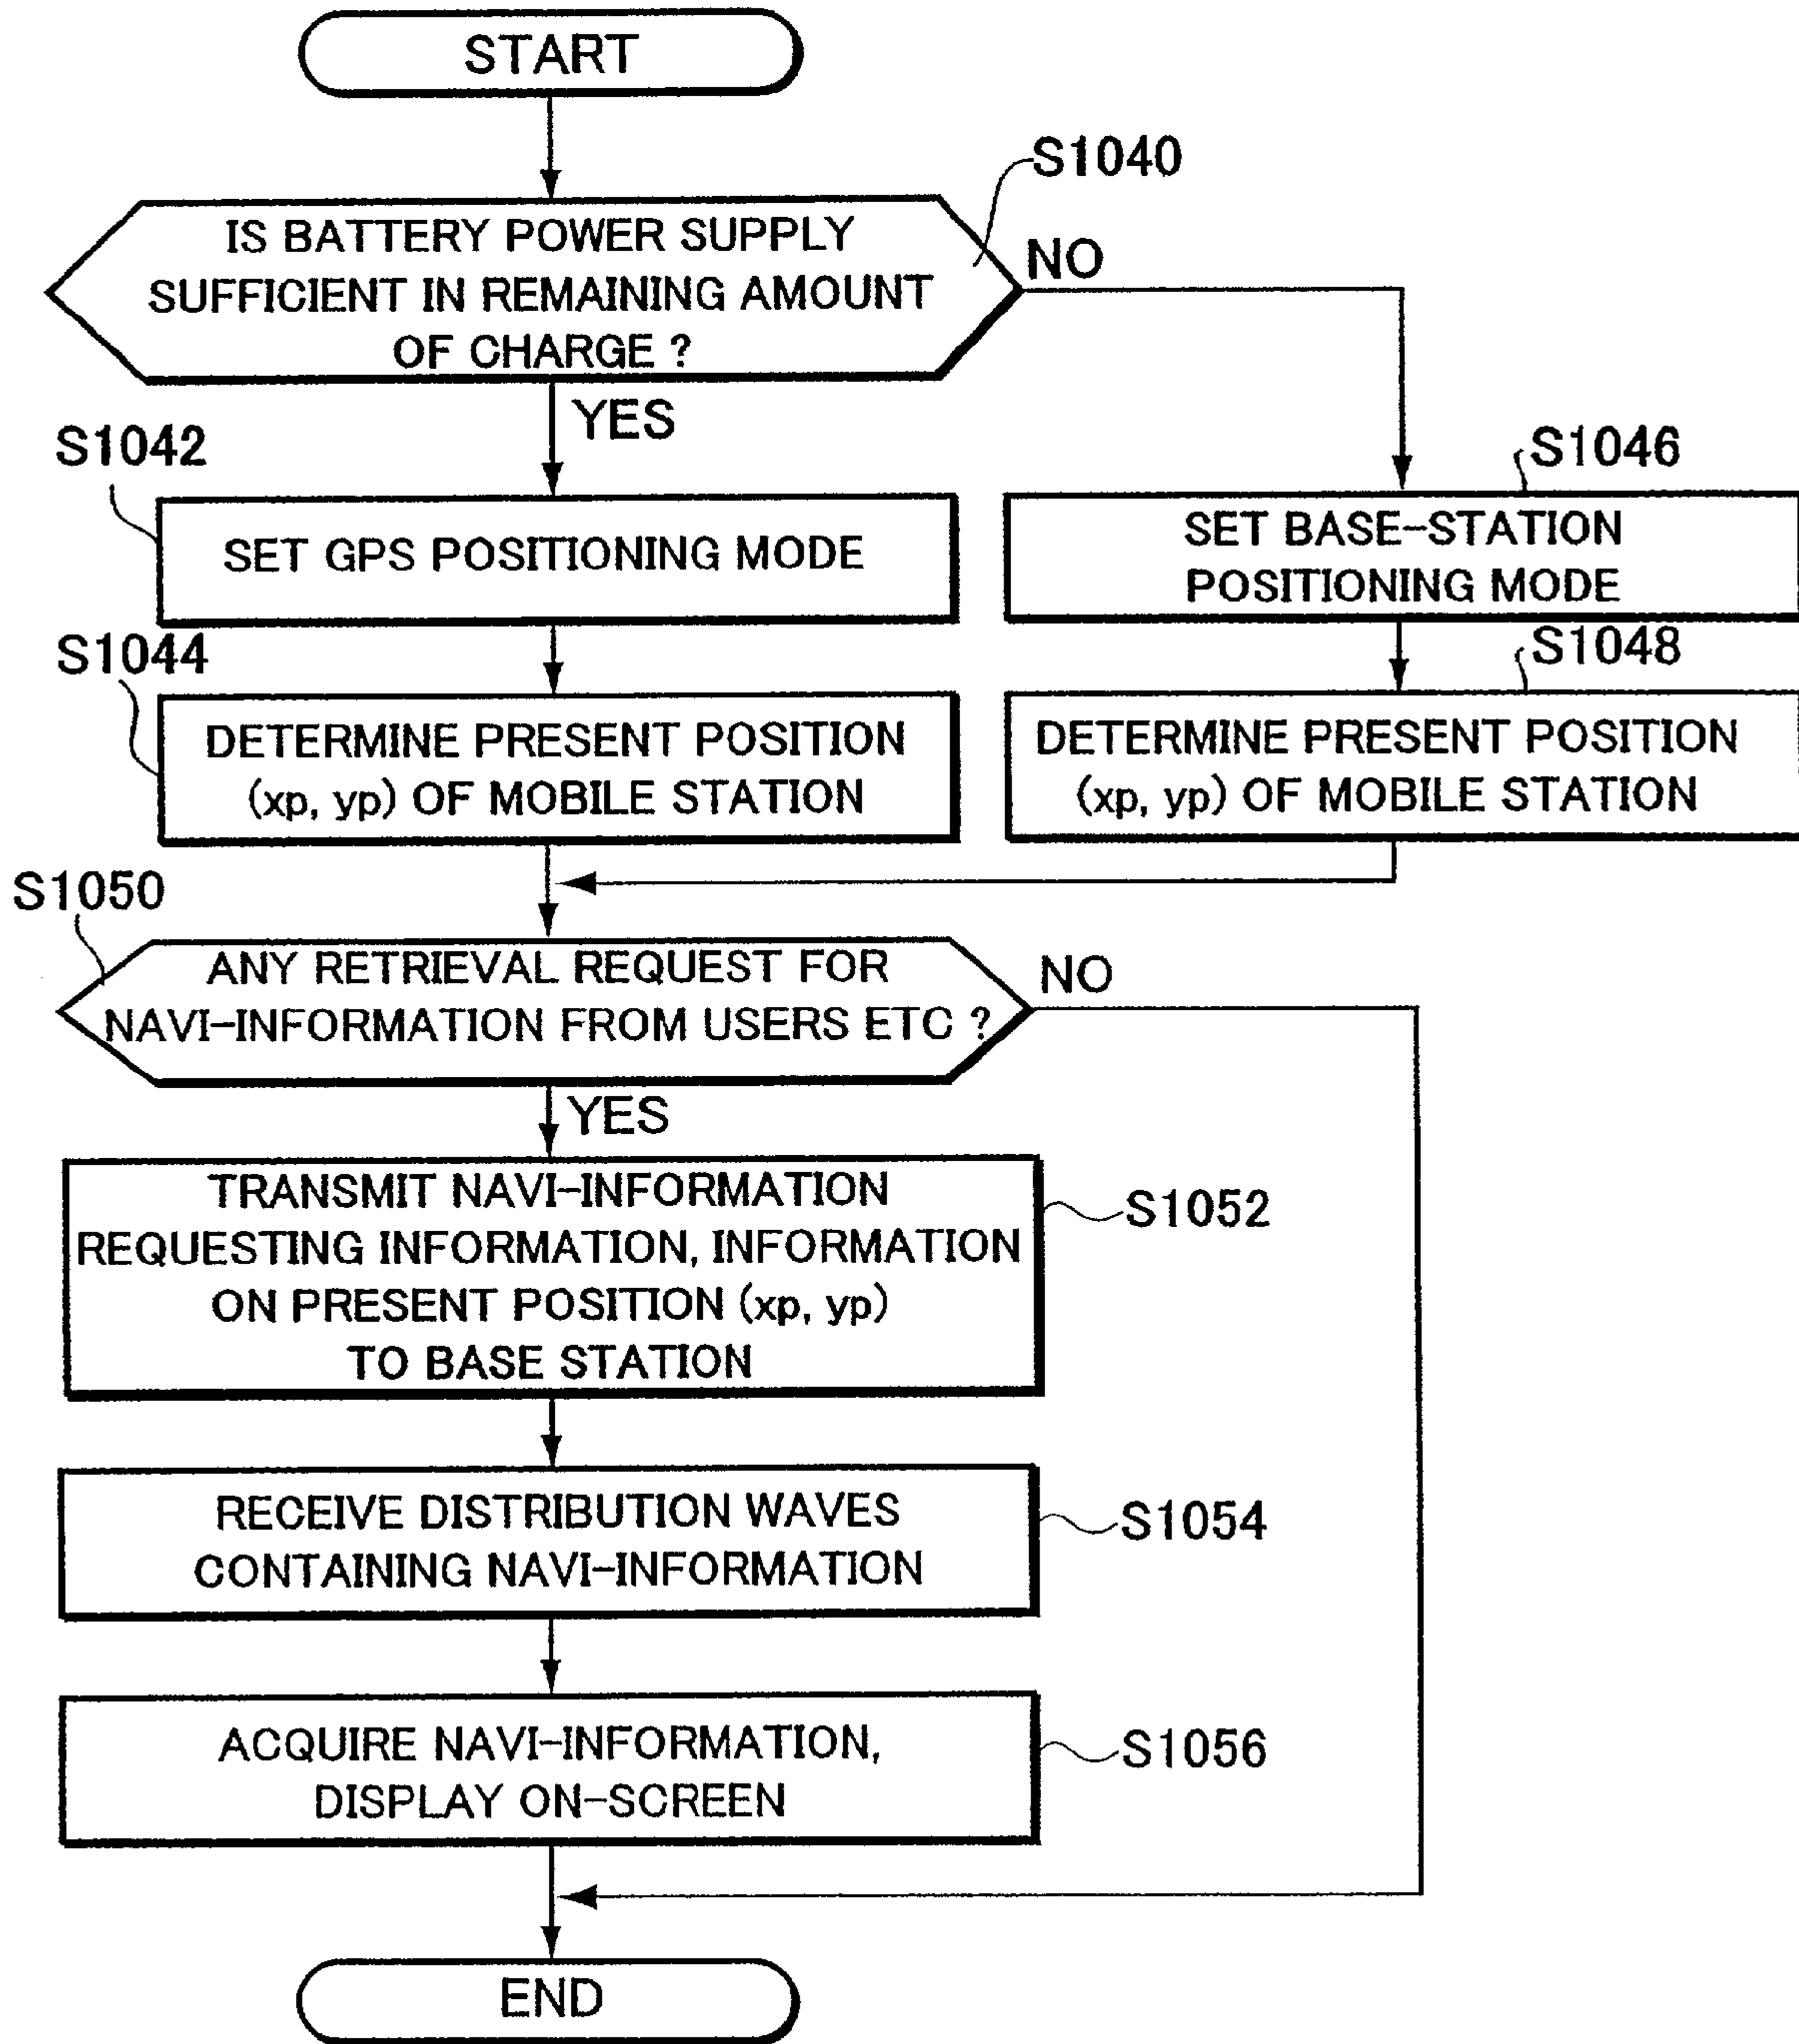 START
S1040
IS BATTERY POWER SUPPLY
SUFFICIENT IN REMAINING AMOUNT
OF CHARGE ?
NO
YES
S1042
SET GPS POSITIONING MODE
S1046
SET BASE-STATION
POSITIONING MODE
S1044
DETERMINE PRESENT POSITION
(xp, yp) OF MOBILE STATION
S1048
DETERMINE PRESENT POSITION
(xp, yp) OF MOBILE STATION
S1050
ANY RETRIEVAL REQUEST FOR
NAVI-INFORMATION FROM USERS ETC ?
NO
YES
TRANSMIT NAVI-INFORMATION
REQUESTING INFORMATION, INFORMATION
ON PRESENT POSITION (xp, yp)
TO BASE STATION
S1052
RECEIVE DISTRIBUTION WAVES
CONTAINING NAVI-INFORMATION
S1054
ACQUIRE NAVI-INFORMATION,
DISPLAY ON-SCREEN
S1056
END